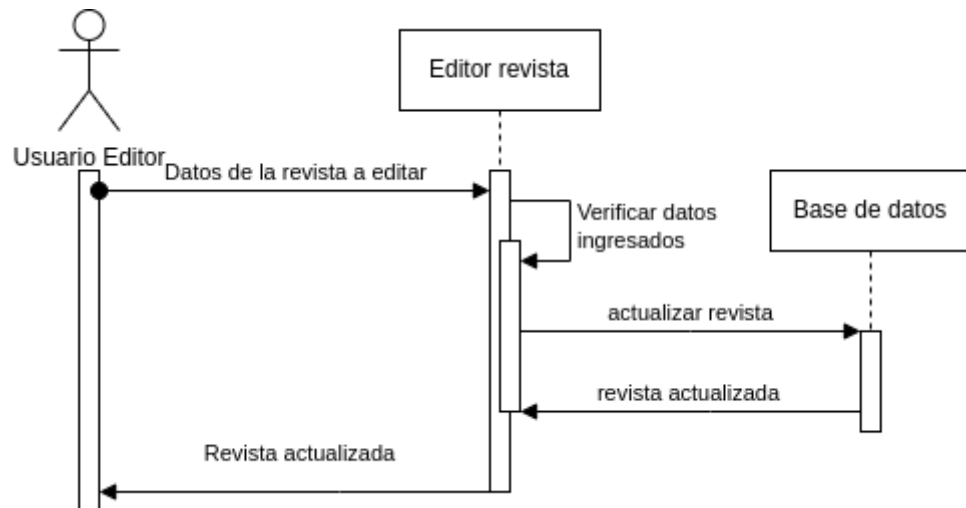 Editor revista
Usuario Editor
Datos de la revista a editar
Verificar datos
ingresados
Base de datos
actualizar revista
revista actualizada
Revista actualizada